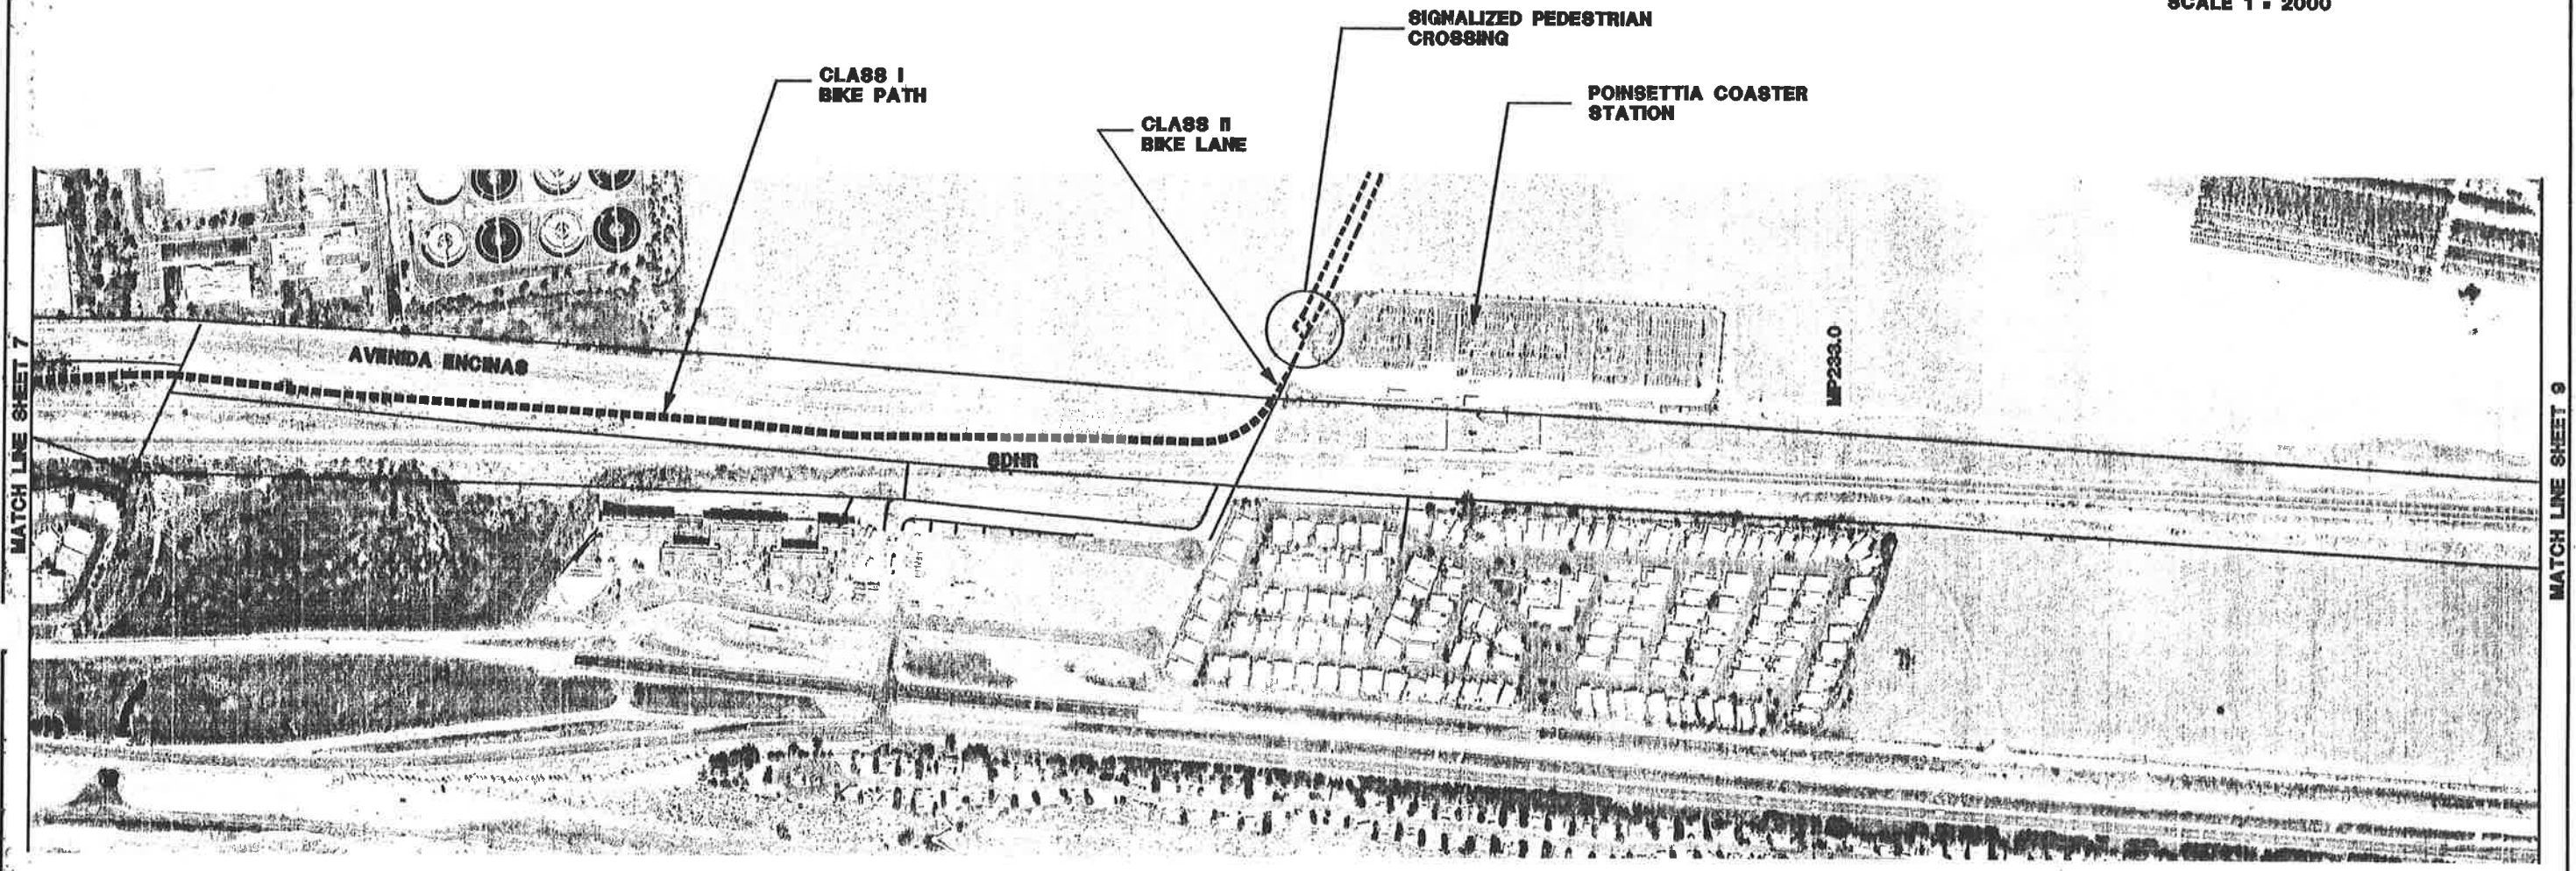 SCALE 1 = 2000
SIGNALIZED PEDESTRIAN
CROSSING
CLASS I
BIKE PATH
POINSETTIA COASTER
STATION
CLASS II
BIKE LANE
MATCH LINE SHEET 7
AVENIDA ENCINAS
MP233.0
SDNR
MATCH LINE SHEET 9